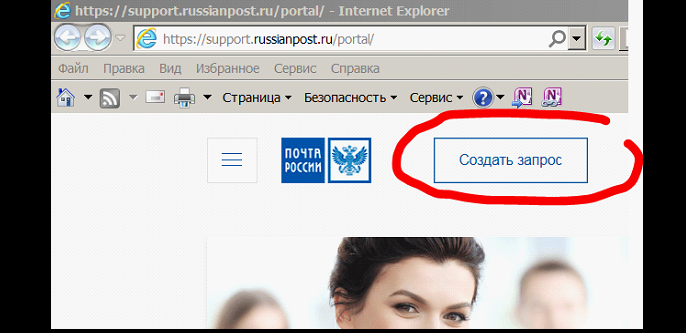 https://support.russianpost.ru/portal/ - Internet Explorer
https://support.russianpost.ru/portal/
Файл Правка Вид Избранное Сервис Справка
Страница Безопасность Сервис
ПОЧТА
РОССИИ
Создать запрос